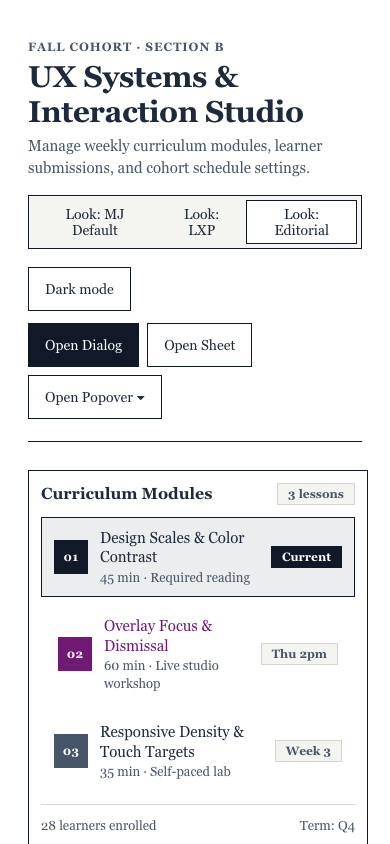 FALL COHORT · SECTION B
UX Systems &
Interaction Studio
Manage weekly curriculum modules, learner
submissions, and cohort schedule settings.
Look: MJ
Default
Look:
LXP
Look:
Editorial
Dark mode
Open Dialog
Open Sheet
Open Popover
Curriculum Modules
3 lessons
01
Design Scales & Color
Contrast
45 min · Required reading
Current
02
Overlay Focus &
Dismissal
60 min · Live studio
workshop
Thu 2pm
03
Responsive Density &
Touch Targets
35 min · Self-paced lab
Week 3
28 learners enrolled
Term: Q4